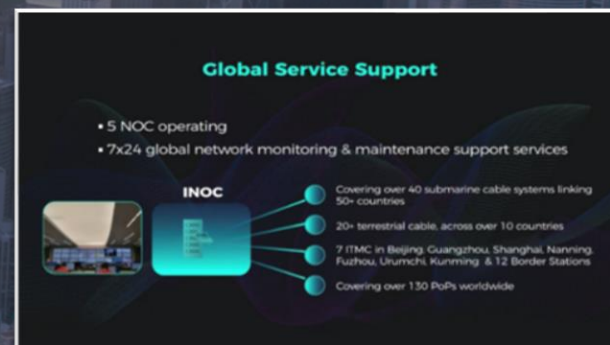 Global Service Support
▪ 5 NOC operating
▪ 7x24 global network monitoring & maintenance support services
INOC
Covering over 40 submarine cable systems linking
50+ countries
20+ terrestrial cable, across over 10 countries
7 ITMC in Beijing, Guangzhou, Shanghai, Nanning,
Fuzhou, Urumchi, Kunming & 12 Border Stations
Covering over 130 PoPs worldwide